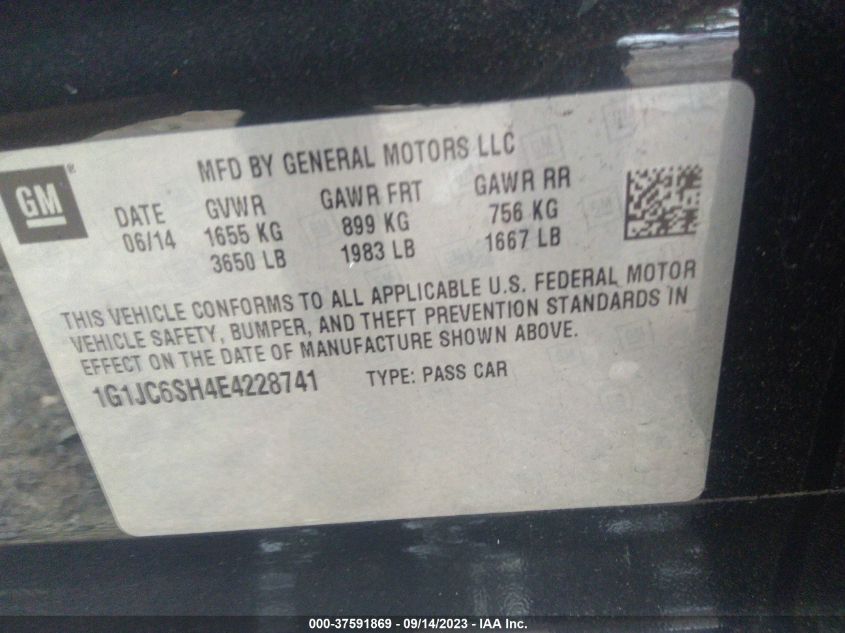 MFD BY GENERAL MOTORS LLC
GM®
DATE GVWR GAWR FRT GAWR RR
06/14 1655 KG 899 KG 756 KG
3650 LB 1983 LB 1667 LB
THIS VEHICLE CONFORMS TO ALL APPLICABLE U.S. FEDERAL MOTOR
VEHICLE SAFETY, BUMPER, AND THEFT PREVENTION STANDARDS IN
EFFECT ON THE DATE OF MANUFACTURE SHOWN ABOVE.
1G1JC6SH4E4228741 TYPE: PASS CAR
000-37591869 - 09/14/2023 - IAA Inc.